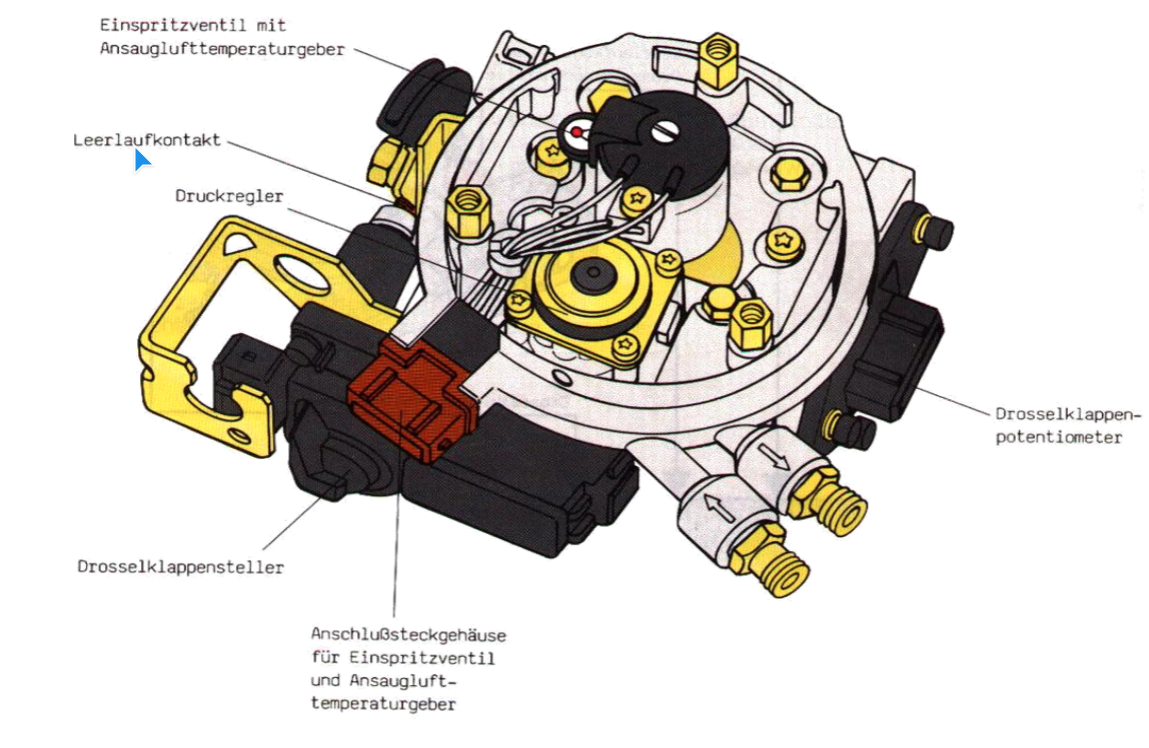 Einspritzventil mit
Ansauglufttemperaturgeber
Leerlaufkontakt
Druckregler
Drosselklappen-
potentiometer
Drosselklappensteller
Anschlußsteckgehäuse
für Einspritzventil
und Ansaugluft-
temperaturgeber